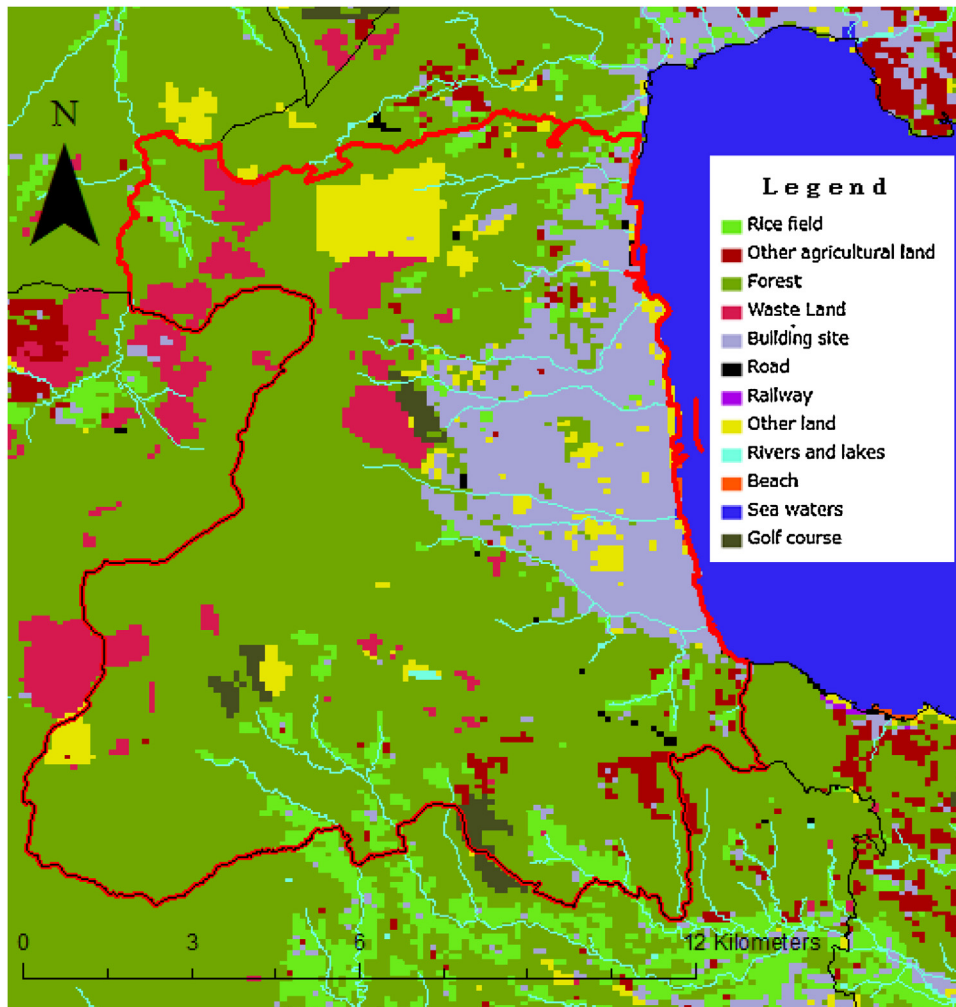 N
Legend
Rice field
Other agricultural land
Forest
Waste Land
Building site
Road
Railway
Other land
Rivers and lakes
Beach
Sea waters
Golf course
0 3 6 12 Kilometers